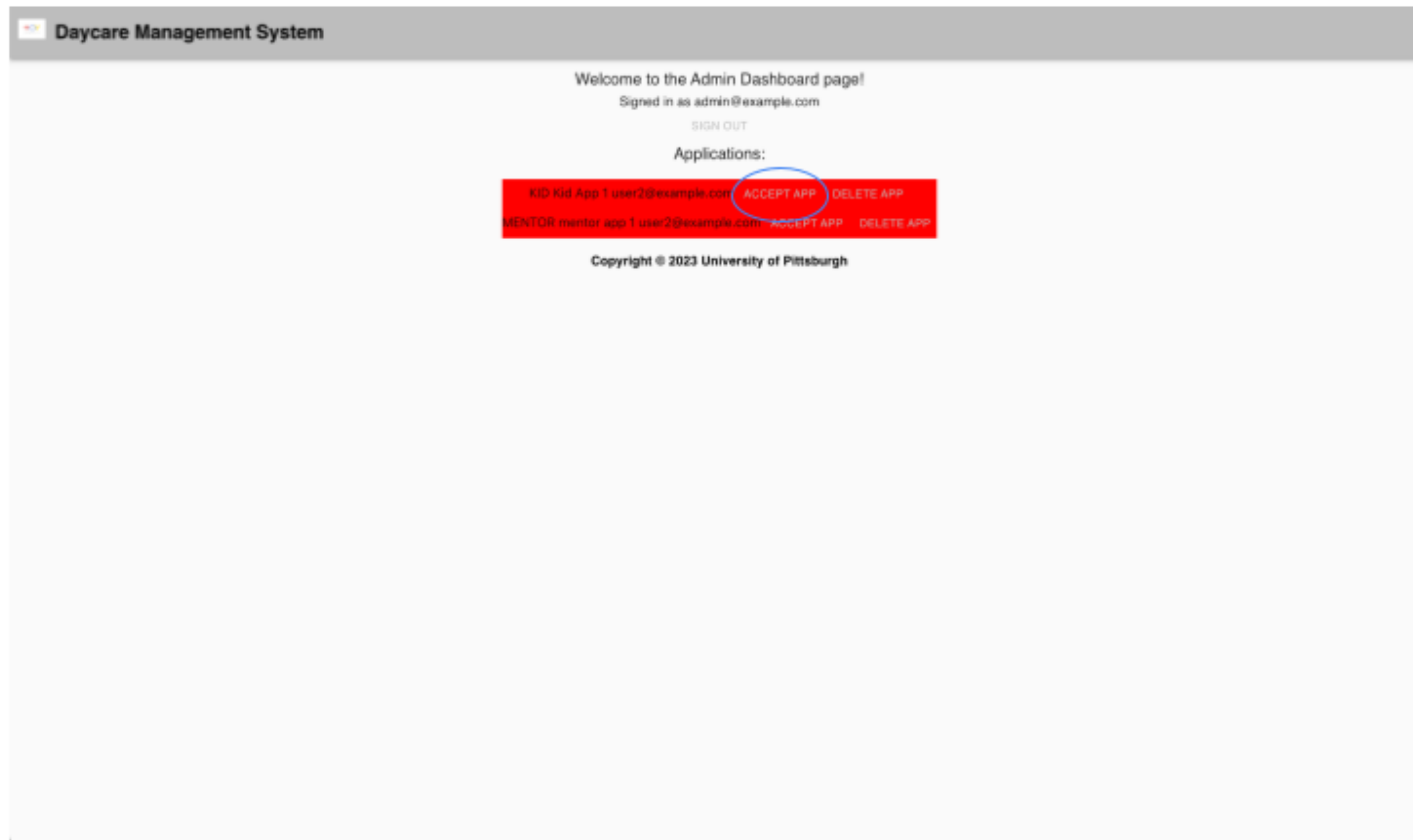 Daycare Management System
Welcome to the Admin Dashboard page!
Signed in as admin@example.com
SIGN OUT
Applications:
KID Kid App 1 user2@example.com ACCEPT APP DELETE APP
MENTOR mentor app 1 user2@example.com ACCEPT APP DELETE APP
Copyright © 2023 University of Pittsburgh